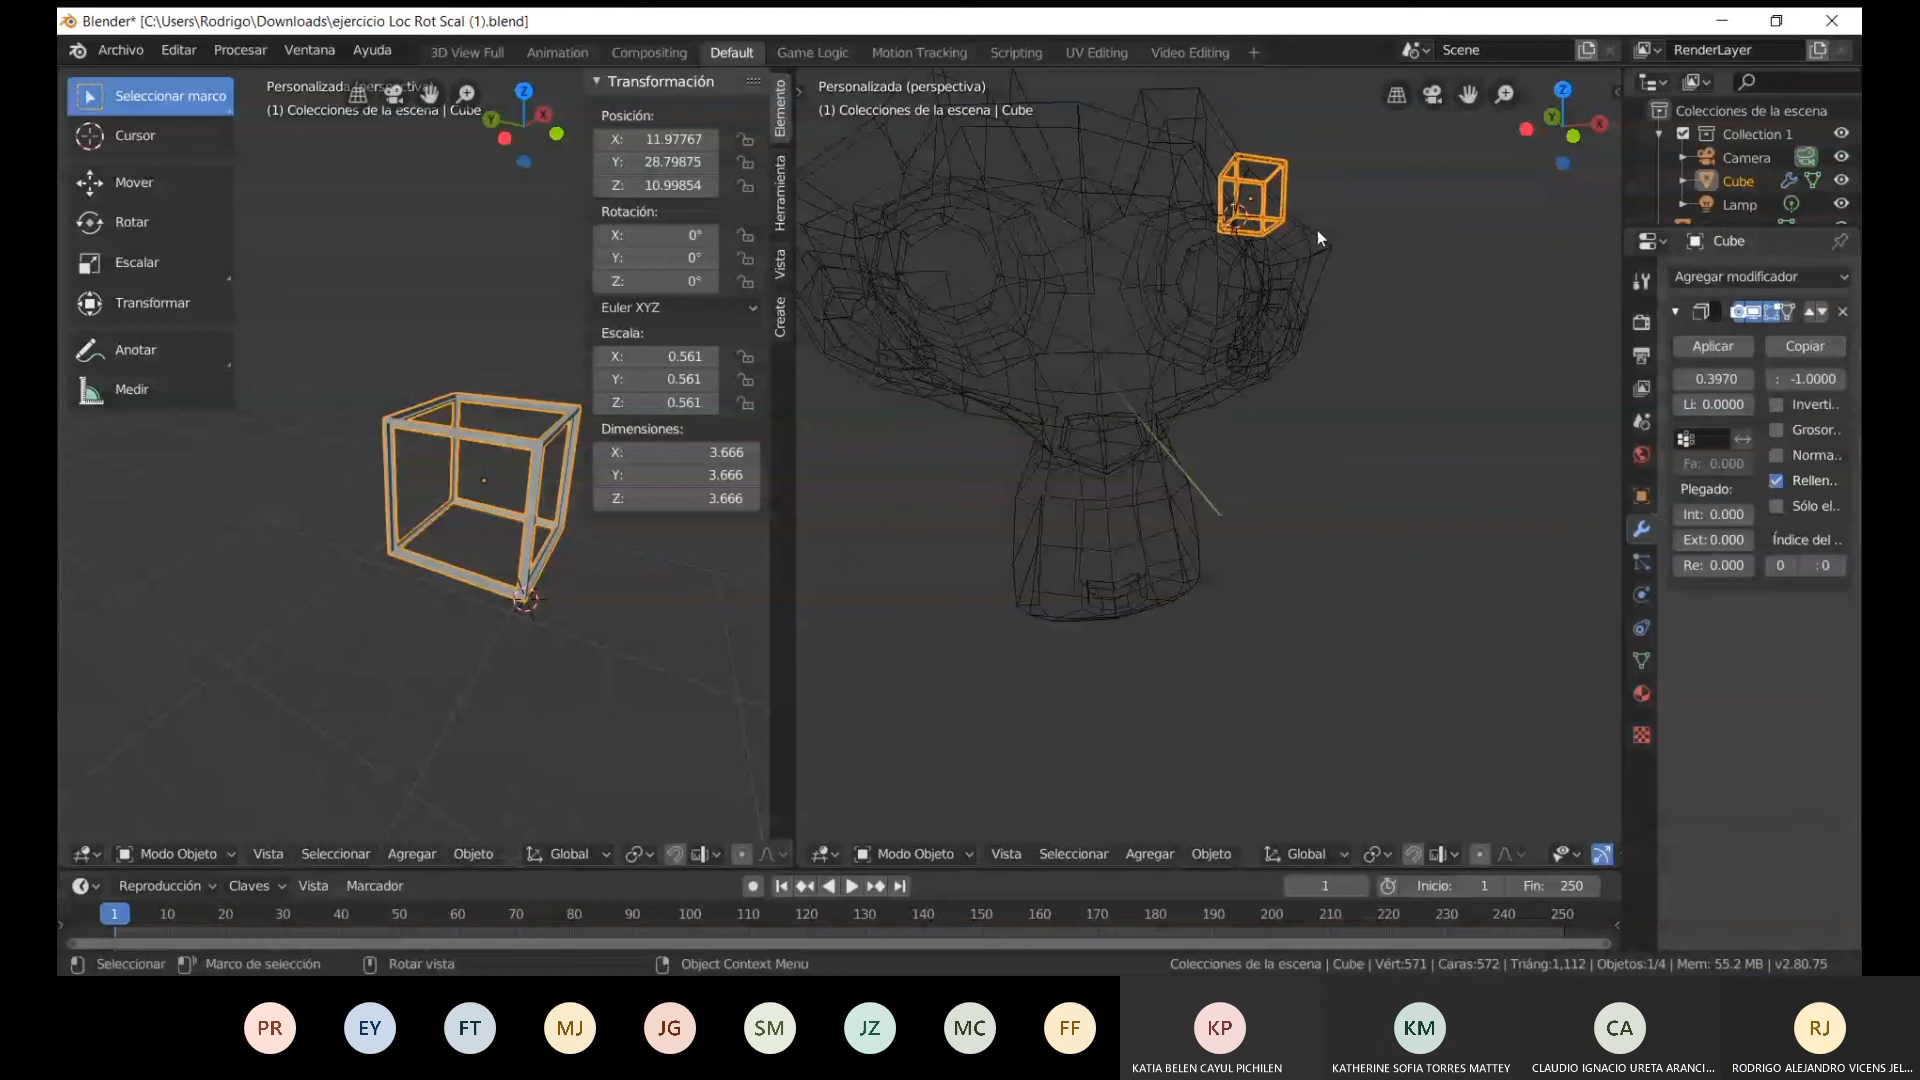 Blender* [C:\Users\Rodrigo\Downloads\ejercicio Loc Rot Scal (1).blend]
Archivo Editar Procesar Ventana Ayuda 3D View Full Animation Compositing Default Game Logic Motion Tracking Scripting UV Editing Video Editing + Scene RenderLayer
Seleccionar marco
Cursor
Mover
Rotar
Escalar
Transformar
Anotar
Medir
Personalizada (perspectiva)
(1) Colecciones de la escena | Cube
Z
Y
X
Transformación
Posición:
X: 11.97767
Y: 28.79875
Z: 10.99854
Rotación:
X: 0°
Y: 0°
Z: 0°
Euler XYZ
Escala:
X: 0.561
Y: 0.561
Z: 0.561
Dimensiones:
X: 3.666
Y: 3.666
Z: 3.666
Elemento
Herramienta
Vista
Create
Personalizada (perspectiva)
(1) Colecciones de la escena | Cube
Z
Y
X
Colecciones de la escena
Collection 1
Camera
Cube
Lamp
Cube
Agregar modificador
Aplicar Copiar
0.3970 : -1.0000
Li: 0.0000 Inverti..
Grosor..
Norma..
Fa: 0.000
Rellen..
Plegado:
Sólo el..
Int: 0.000
Ext: 0.000 Índice del ..
Re: 0.000 0 :0
Modo Objeto Vista Seleccionar Agregar Objeto Global
Modo Objeto Vista Seleccionar Agregar Objeto Global
Reproducción Claves Vista Marcador 1 Inicio: 1 Fin: 250
1 10 20 30 40 50 60 70 80 90 100 110 120 130 140 150 160 170 180 190 200 210 220 230 240 250
Seleccionar Marco de selección Rotar vista Object Context Menu Colecciones de la escena | Cube | Vért:571 | Caras:572 | Triáng:1,112 | Objetos:1/4 | Mem: 55.2 MB | v2.80.75
PR EY FT MJ JG SM JZ MC FF KP KM CA RJ
KATIA BELEN CAYUL PICHILEN KATHERINE SOFIA TORRES MATTEY CLAUDIO IGNACIO URETA ARANCI... RODRIGO ALEJANDRO VICENS JEL...